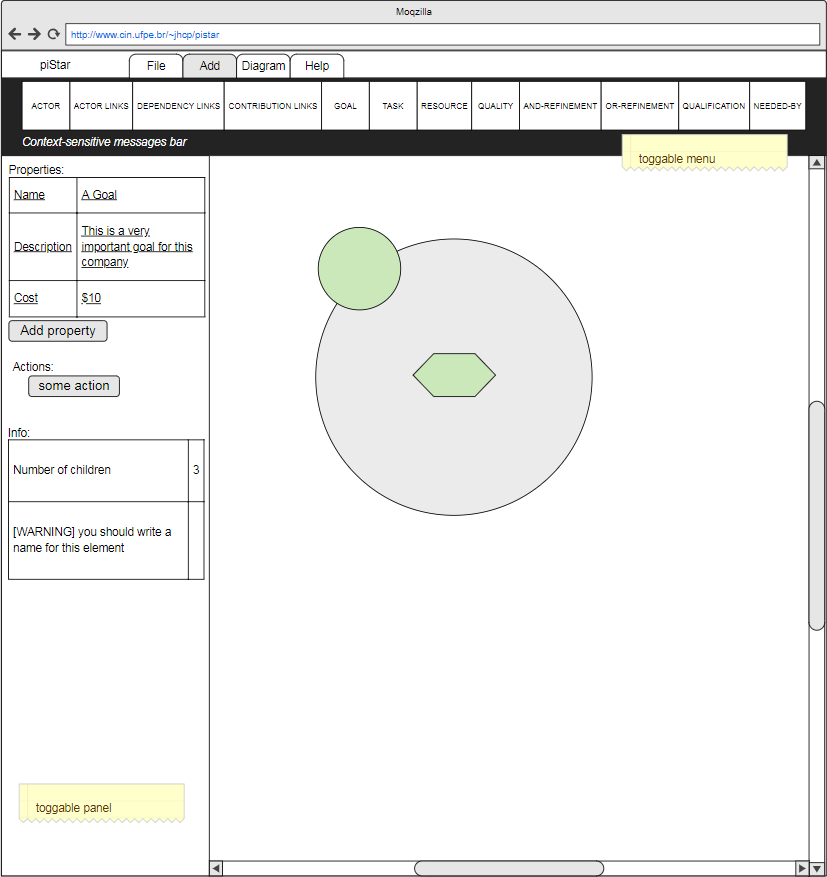 Moqzilla
http://www.cin.ufpe.br/~jhcp/pistar
piStar File Add Diagram Help
ACTOR ACTOR LINKS DEPENDENCY LINKS CONTRIBUTION LINKS GOAL TASK RESOURCE QUALITY AND-REFINEMENT OR-REFINEMENT QUALIFICATION NEEDED-BY
Context-sensitive messages bar
toggable menu
Properties:
Name A Goal
Description This is a very
important goal for this
company
Cost $10
Add property
Actions:
some action
Info:
Number of children 3
[WARNING] you should write a
name for this element
toggable panel